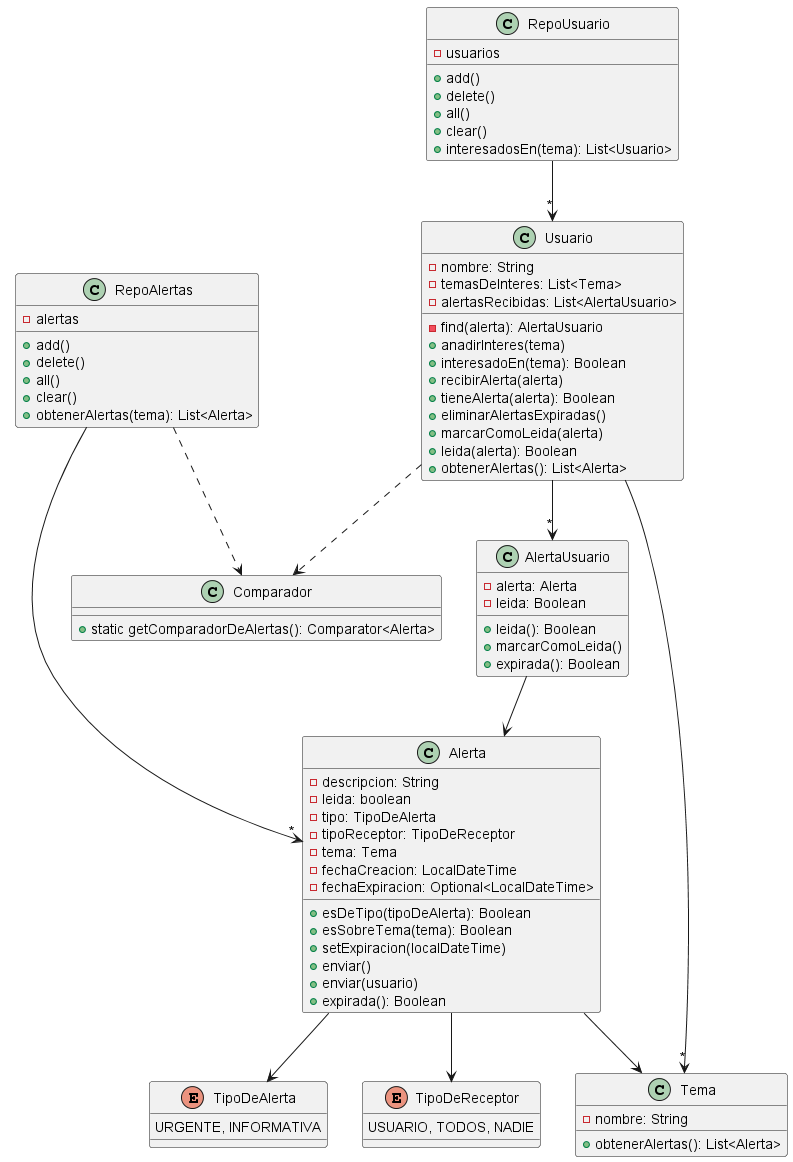 C RepoUsuario
usuarios
add()
delete()
all()
clear()
interesadosEn(tema): List<Usuario>
*
C Usuario
nombre: String
temasDeInteres: List<Tema>
alertasRecibidas: List<AlertaUsuario>
find(alerta): AlertaUsuario
anadirInteres(tema)
interesadoEn(tema): Boolean
recibirAlerta(alerta)
tieneAlerta(alerta): Boolean
eliminarAlertasExpiradas()
marcarComoLeida(alerta)
leida(alerta): Boolean
obtenerAlertas(): List<Alerta>
C RepoAlertas
alertas
add()
delete()
all()
clear()
obtenerAlertas(tema): List<Alerta>
*
C Comparador
static getComparadorDeAlertas(): Comparator<Alerta>
C AlertaUsuario
alerta: Alerta
leida: Boolean
leida(): Boolean
marcarComoLeida()
expirada(): Boolean
*
C Alerta
descripcion: String
leida: boolean
tipo: TipoDeAlerta
tipoReceptor: TipoDeReceptor
tema: Tema
fechaCreacion: LocalDateTime
fechaExpiracion: Optional<LocalDateTime>
esDeTipo(tipoDeAlerta): Boolean
esSobreTema(tema): Boolean
setExpiracion(localDateTime)
enviar()
enviar(usuario)
expirada(): Boolean
*
E TipoDeAlerta
URGENTE, INFORMATIVA
E TipoDeReceptor
USUARIO, TODOS, NADIE
C Tema
nombre: String
obtenerAlertas(): List<Alerta>